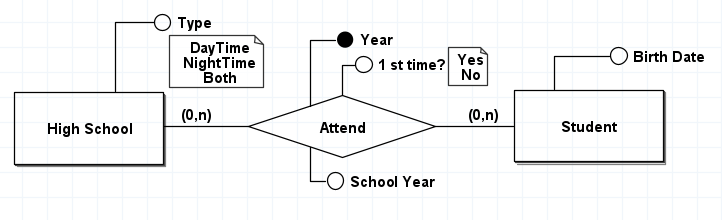 Type
DayTime
NightTime
Both
Year
1 st time?
Yes
No
Birth Date
High School
(0,n)
Attend
(0,n)
Student
School Year